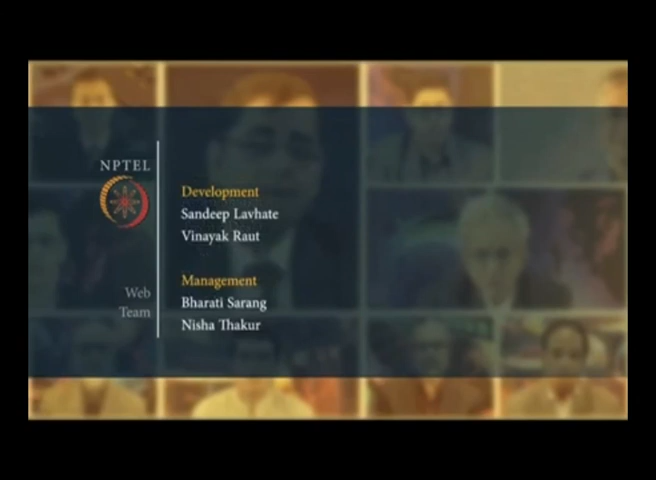 NPTEL
Web
Team
Development
Sandeep Lavhate
Vinayak Raut
Management
Bharati Sarang
Nisha Thakur